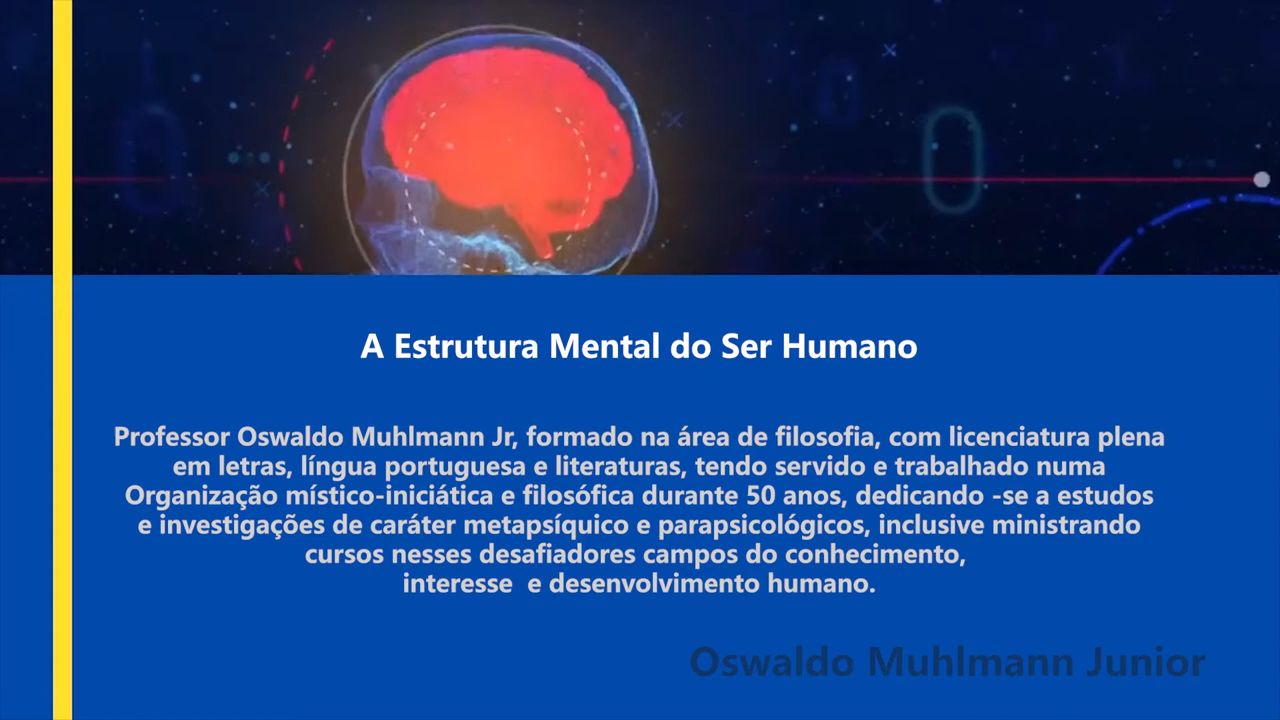 A Estrutura Mental do Ser Humano
Professor Oswaldo Muhlmann Jr, formado na área de filosofia, com licenciatura plena
em letras, língua portuguesa e literaturas, tendo servido e trabalhado numa
Organização místico-iniciática e filosófica durante 50 anos, dedicando -se a estudos
e investigações de caráter metapsíquico e parapsicológicos, inclusive ministrando
cursos nesses desafiadores campos do conhecimento,
interesse  e desenvolvimento humano.
Oswaldo Muhlmann Junior